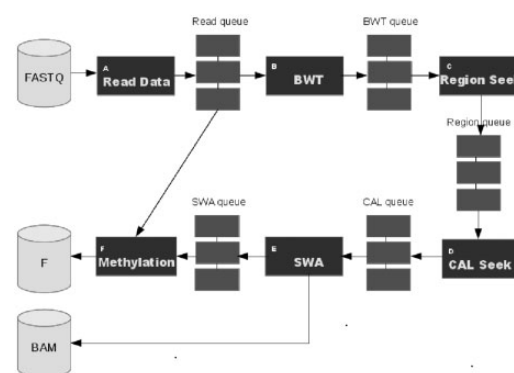 Read queue
BWT queue
A
Read Data
B
BWT
C
Region Seek
FASTQ
Region queue
SWA queue
CAL queue
F
F
Methylation
E
SWA
D
CAL Seek
BAM